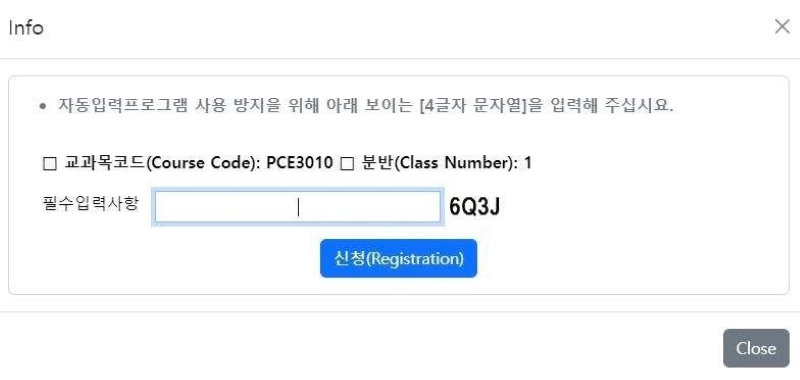 Info
• 자동입력프로그램 사용 방지을 위해 아래 보이는 [4글자 문자열]을 입력해 주십시요.
□ 교과목코드(Course Code): PCE3010 □ 분반(Class Number): 1
필수입력사항 6Q3J
신청(Registration)
Close